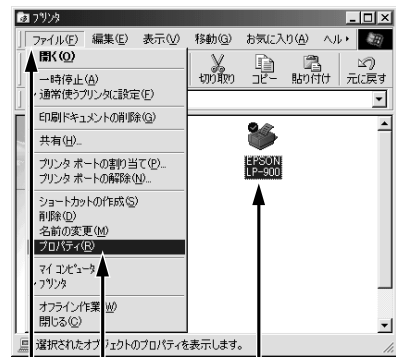 プリンタ
ファイル(F) 編集(E) 表示(V) 移動(G) お気に入り(A) ヘル
開く(O)
一時停止(A)
通常使うプリンタに設定(F)
印刷ドキュメントの削除(G)
共有(H)...
プリンタ ポートの割り当て(P)...
プリンタ ポートの解除(N)...
ショートカットの作成(S)
削除(D)
名前の変更(M)
プロパティ(R)
マイ コンピュータ
プリンタ
オフライン作業(W)
閉じる(C)
切り取り コピー 貼り付け 元に戻す
EPSON
LP-900
選択されたオブジェクトのプロパティを表示します。